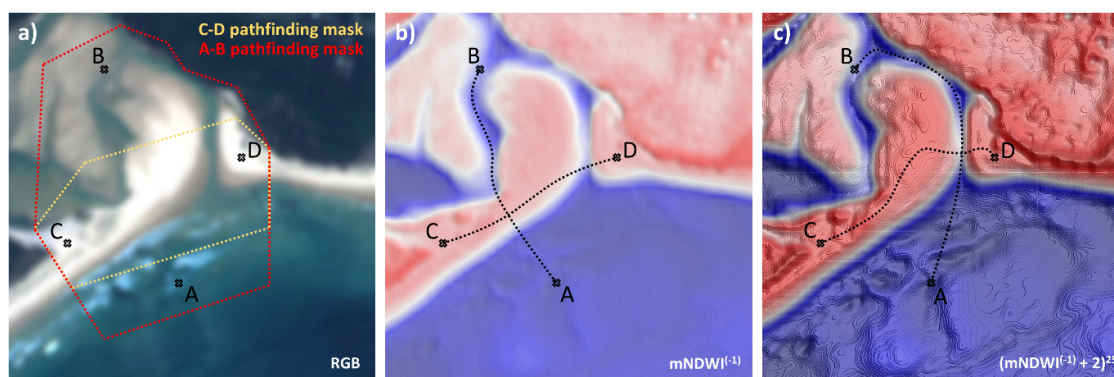 a)
C-D pathfinding mask
A-B pathfinding mask
B
D
C
A
RGB
b)
B
D
C
A
mNDWI(-1)
c)
B
D
C
A
(mNDWI(-1) + 2)25